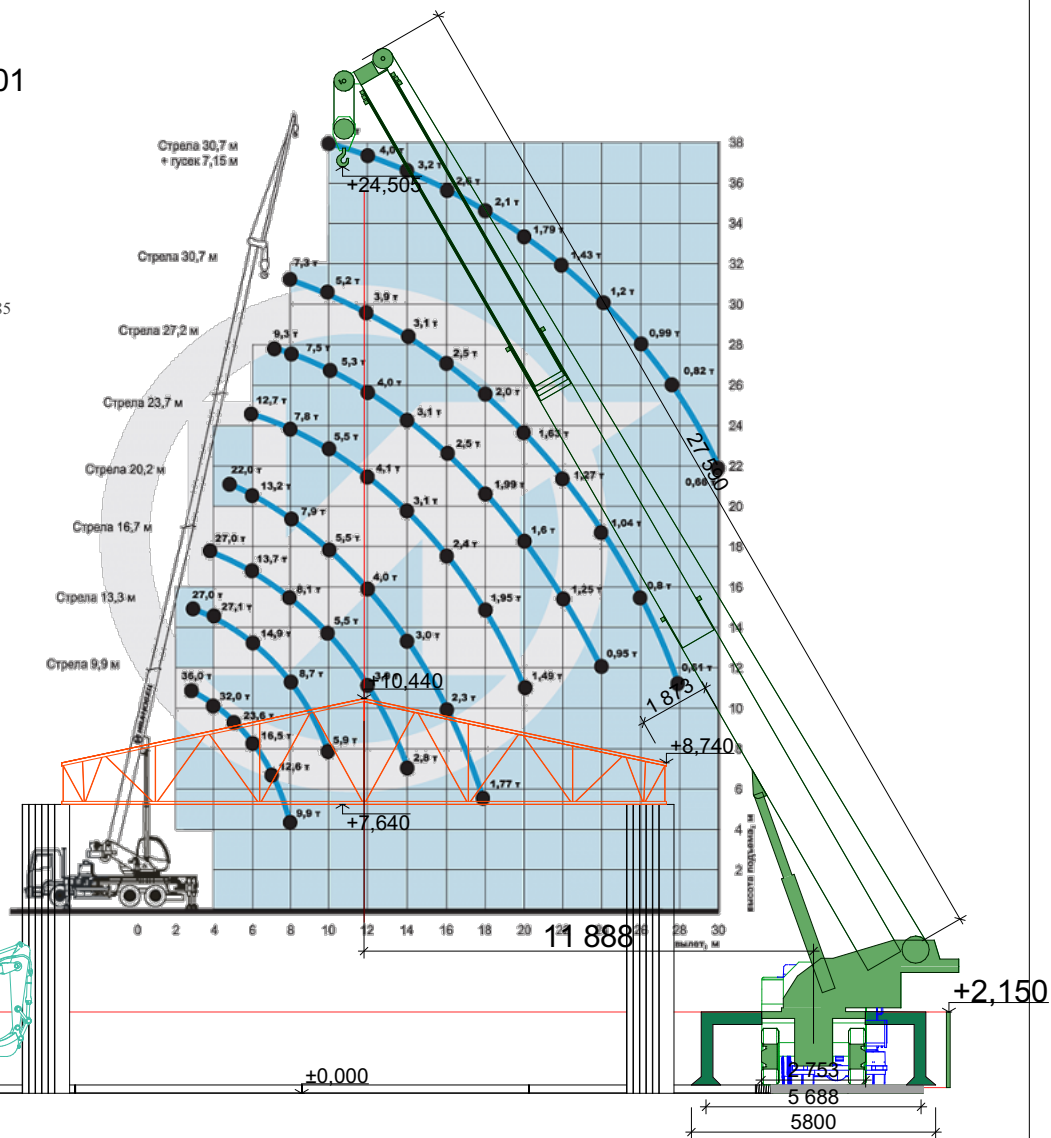 01
35
Стрела 30,7 м
+ гусек 7,15 м
Стрела 30,7 м
Стрела 27,2 м
Стрела 23,7 м
Стрела 20,2 м
Стрела 16,7 м
Стрела 13,3 м
Стрела 9,9 м
ИВАНОВЕЦ
+24,505
4,0 т
3,2 т
2,6 т
2,1 т
1,79 т
1,43 т
1,2 т
0,99 т
0,82 т
0,66
7,3 т
5,2 т
3,9 т
3,1 т
2,5 т
2,0 т
1,63 т
1,27 т
1,04 т
0,8 т
0,61 т
9,3 т
7,5 т
5,3 т
4,0 т
3,1 т
2,5 т
1,99 т
1,6 т
1,25 т
0,95 т
12,7 т
7,8 т
5,5 т
4,1 т
3,1 т
2,4 т
1,95 т
1,49 т
22,0 т
13,2 т
7,9 т
5,5 т
4,0 т
3,0 т
2,3 т
1,77 т
27,0 т
13,7 т
8,1 т
5,5 т
2,8 т
27,0 т
27,1 т
14,9 т
8,7 т
5,9 т
36,0 т
32,0 т
23,6 т
16,5 т
12,6 т
9,9 т
38
36
34
32
30
28
26
24
22
20
18
16
14
12
10
8
6
4
2
высота подъема, м
0 2 4 6 8 10 12 14 16 18 20 22 24 26 28 30
вылет, м
27 590
1 873
+10,440
+8,740
+7,640
11 888
+2,150
±0,000
2 753
5 688
5800